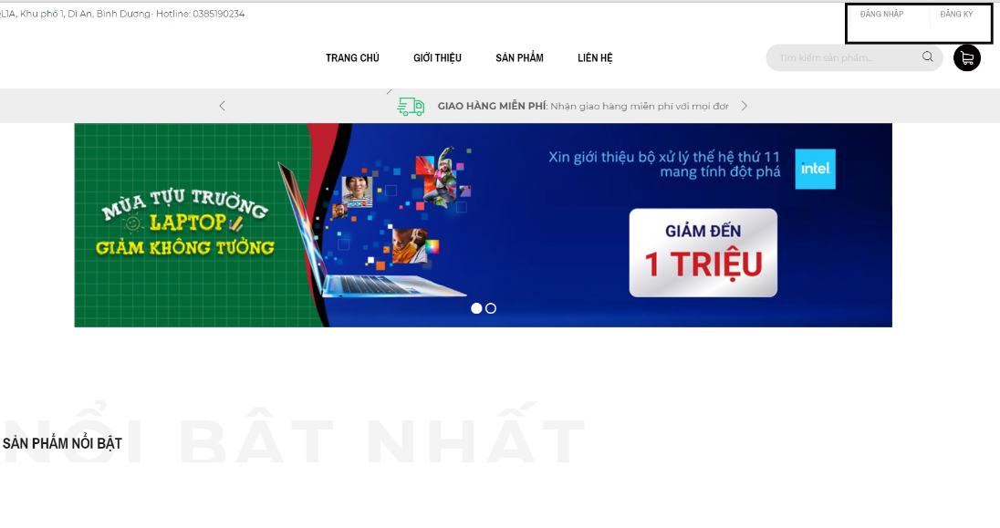 QL1A, Khu phố 1, Dĩ An, Bình Dương- Hotline: 0385190234
ĐĂNG NHẬP
ĐĂNG KÝ
TRANG CHỦ
GIỚI THIỆU
SẢN PHẨM
LIÊN HỆ
Tìm kiếm sản phẩm...
GIAO HÀNG MIỄN PHÍ: Nhận giao hàng miễn phí với mọi đơn
MÙA TỰU TRƯỜNG
LAPTOP
GIẢM KHÔNG TƯỞNG
Xin giới thiệu bộ xử lý thế hệ thứ 11
mang tính đột phá
intel
GIẢM ĐẾN
1 TRIỆU
NỔI BẬT NHẤT
SẢN PHẨM NỔI BẬT